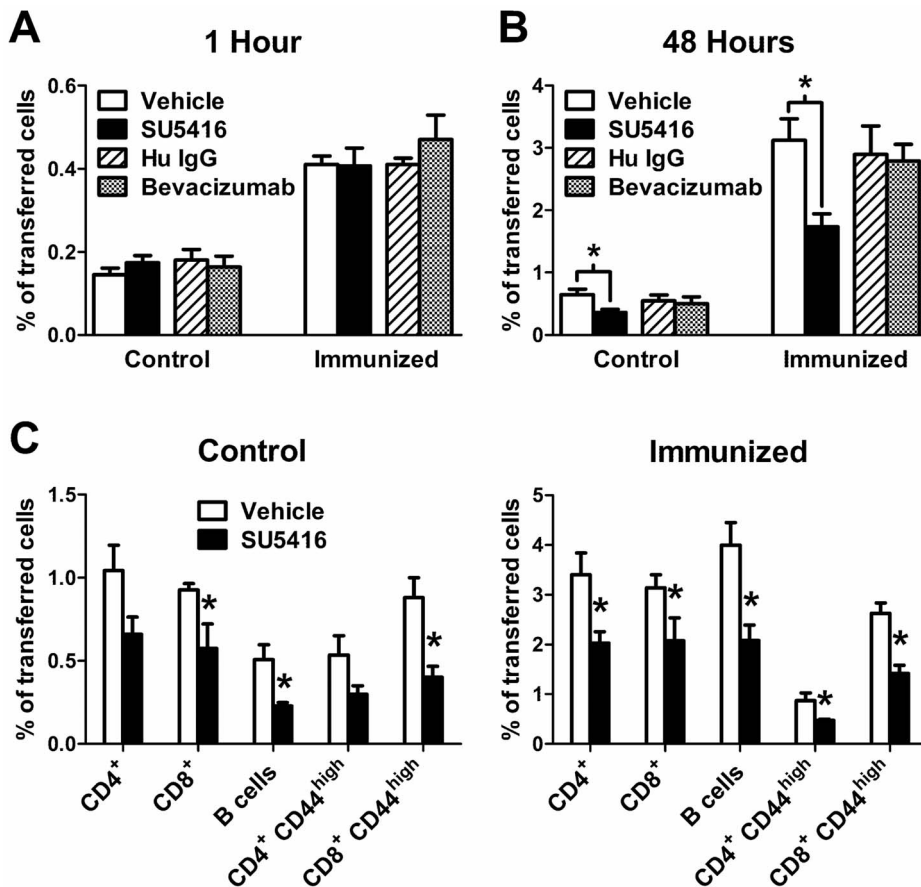 A
1 Hour
% of transferred cells
0.6
0.4
0.2
0.0
Vehicle
SU5416
Hu IgG
Bevacizumab
Control
Immunized
B
48 Hours
% of transferred cells
4
3
2
1
0
Vehicle
SU5416
Hu IgG
Bevacizumab
*
*
Control
Immunized
C
Control
% of transferred cells
1.5
1.0
0.5
0.0
Vehicle
SU5416
*
*
*
CD4⁺
CD8⁺
B cells
CD4⁺ CD44ʰⁱᵍʰ
CD8⁺ CD44ʰⁱᵍʰ
Immunized
% of transferred cells
5
4
3
2
1
0
*
*
*
*
*
CD4⁺
CD8⁺
B cells
CD4⁺ CD44ʰⁱᵍʰ
CD8⁺ CD44ʰⁱᵍʰ